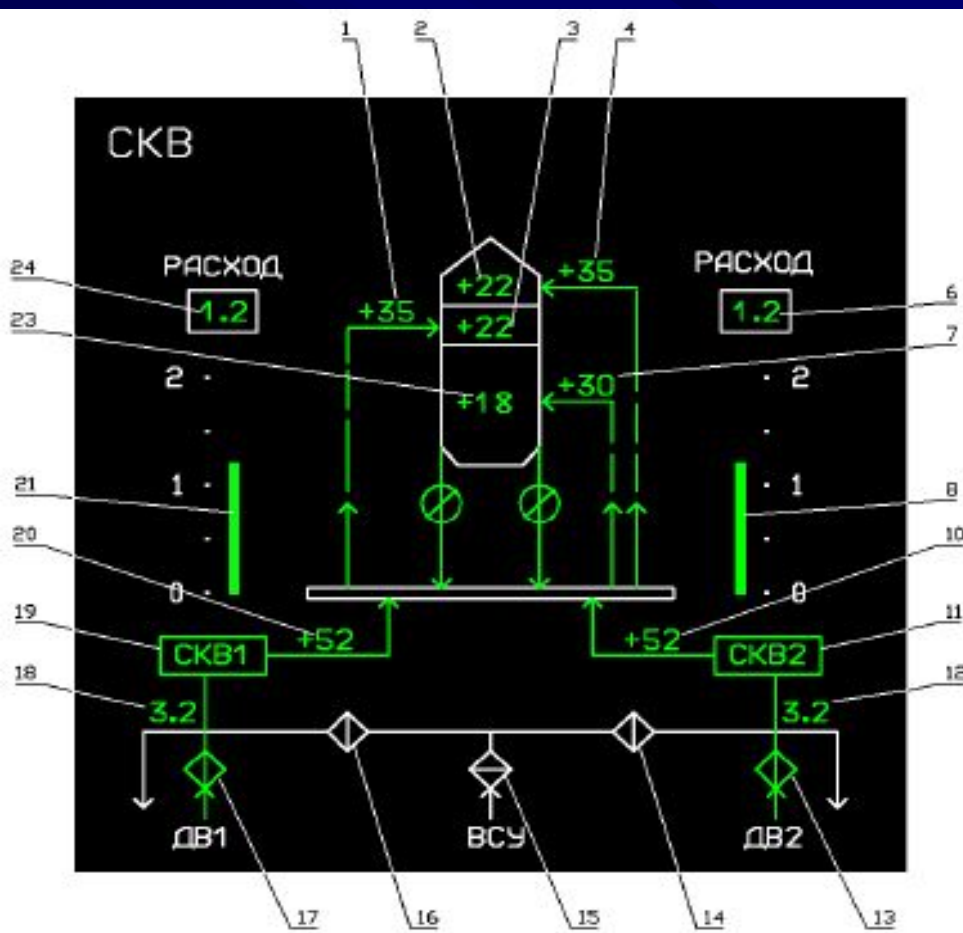 1 2 3 4
СКВ
РАСХОД РАСХОД
24 +22 +35
1.2 1.2 6
23 +35 +22
7
2 +30 2
+18
21 1 1 8
20 10
0 0
19 +52 +52 11
СКВ1 СКВ2
18 12
3.2 3.2
ДВ1 ВСУ ДВ2
17 16 15 14 13